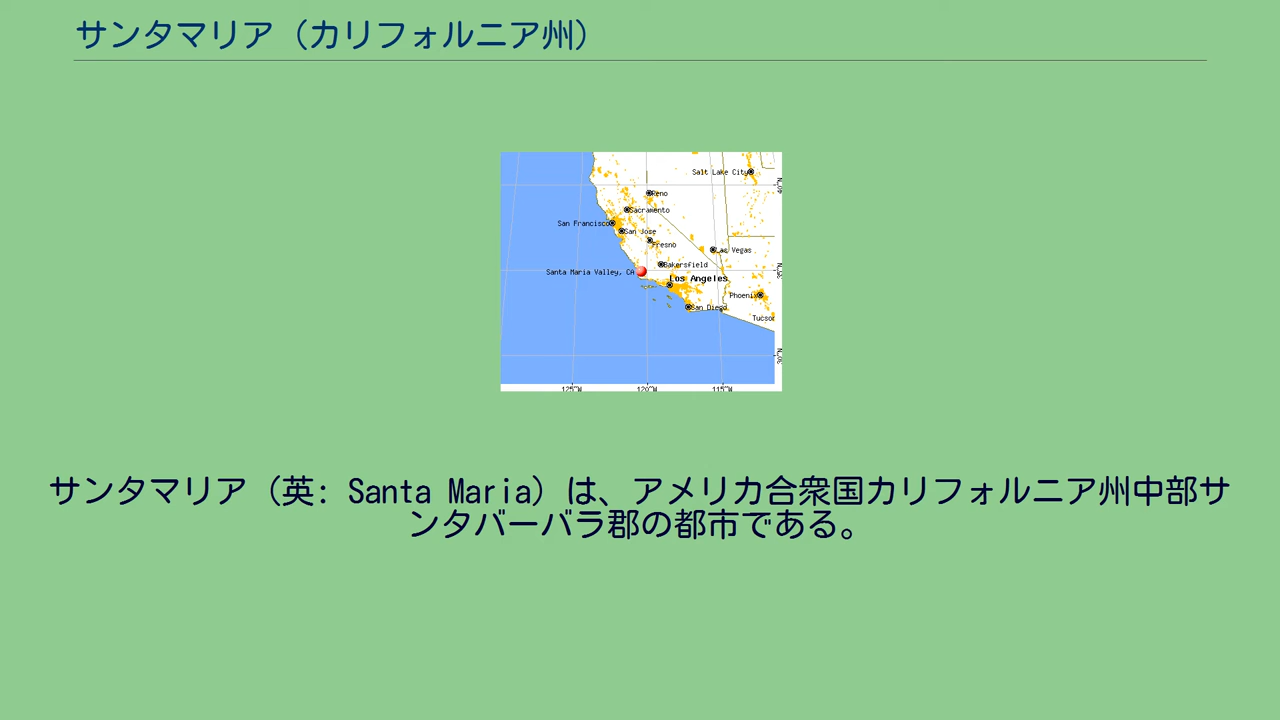 サンタマリア（カリフォルニア州）
Salt Lake City
Reno
Sacramento
San Francisco
San Jose
Fresno
Las Vegas
Bakersfield
Santa Maria Valley, CA
Los Angeles
Phoenix
San Diego
Tucson
125°W
120°W
115°W
サンタマリア（英: Santa Maria）は、アメリカ合衆国カリフォルニア州中部サ
ンタバーバラ郡の都市である。